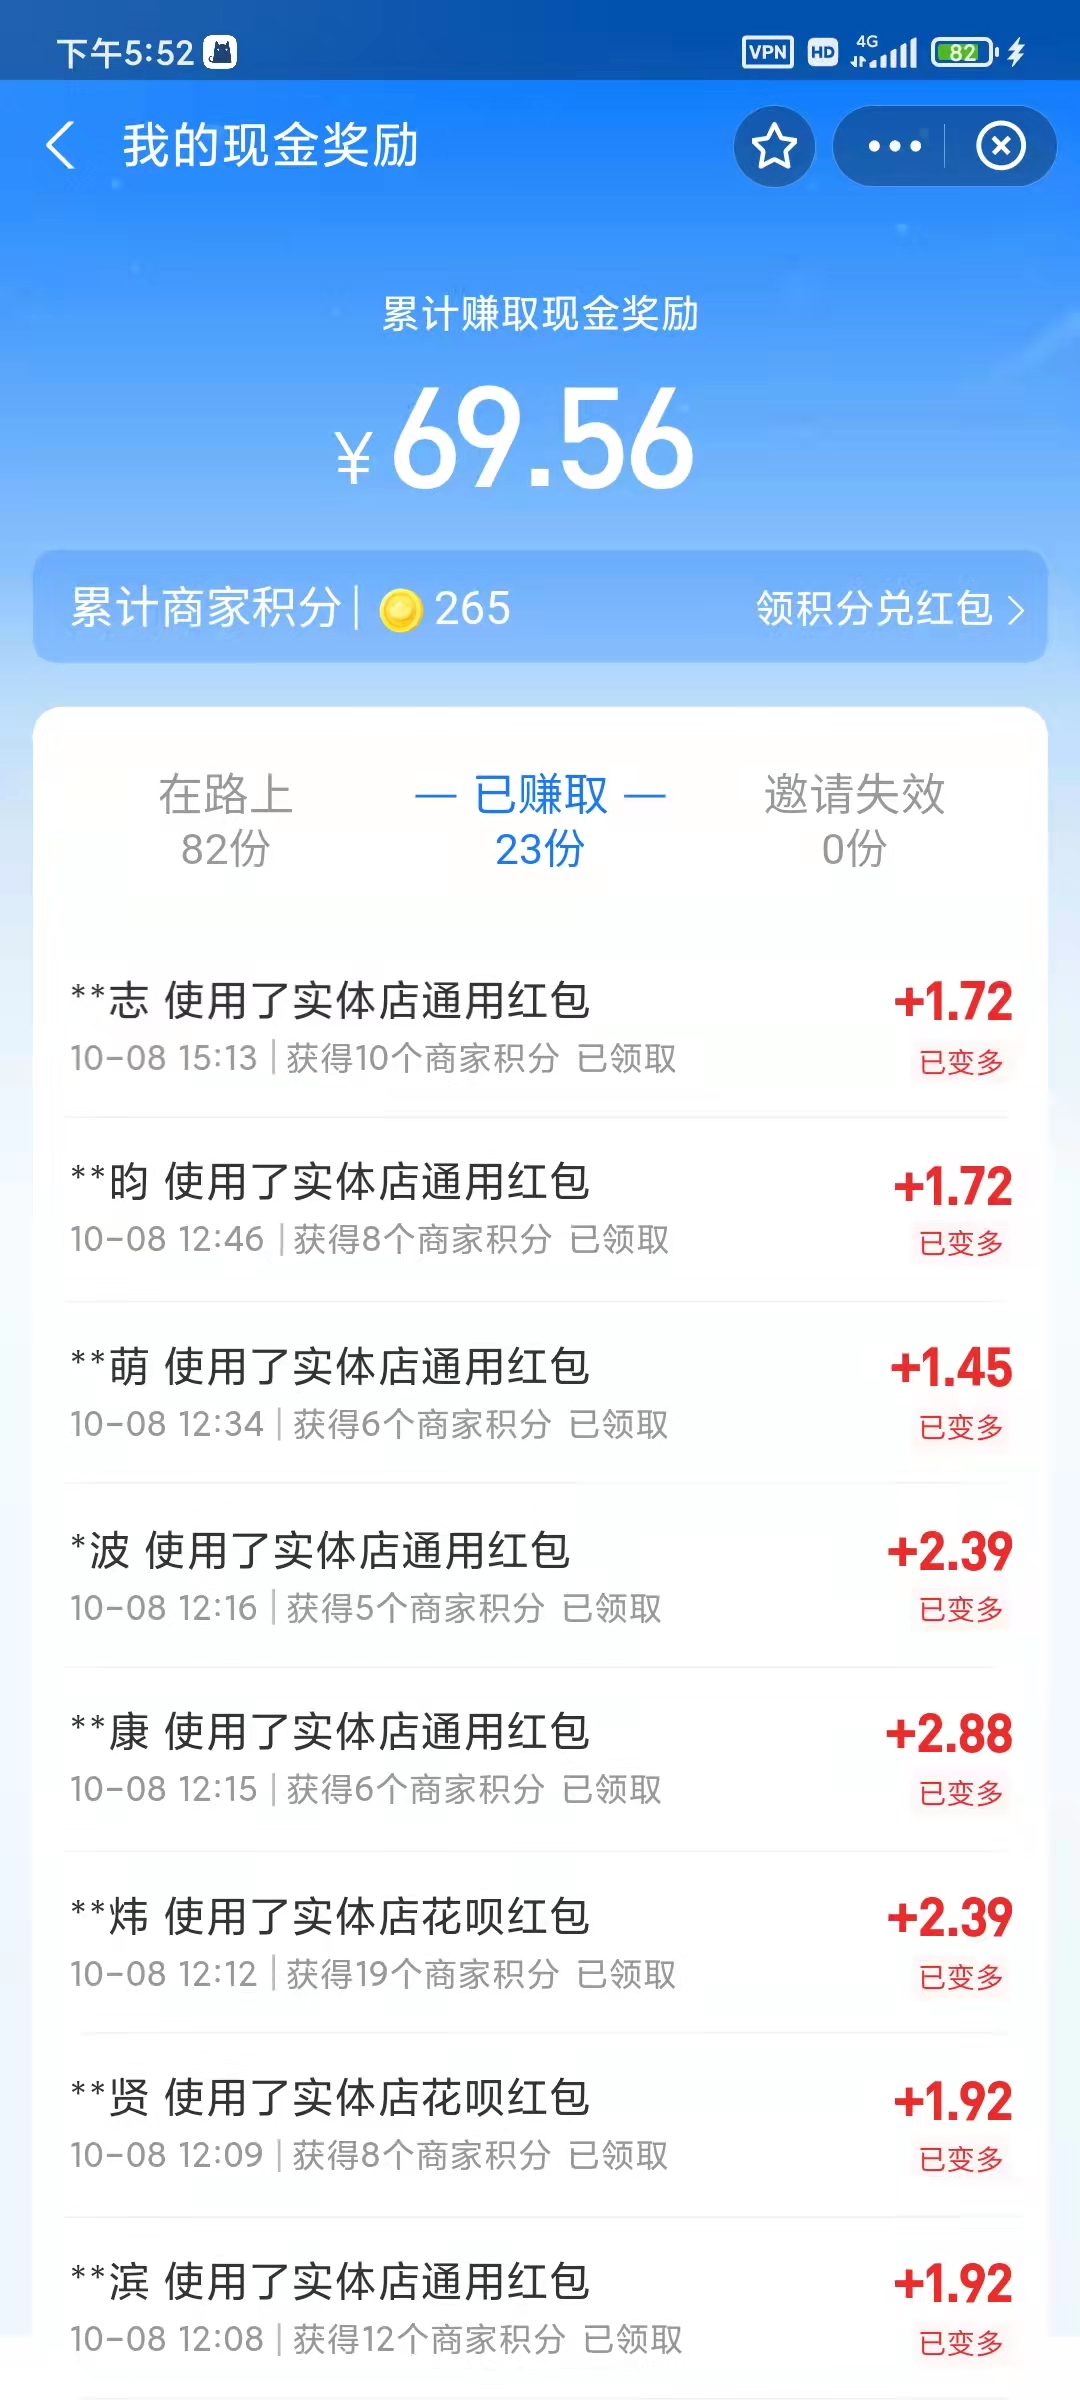 下午5:52
VPN HD 4G 82
我的现金奖励
累计赚取现金奖励
¥69.56
累计商家积分| 265 领积分兑红包
在路上 已赚取 邀请失效
82份 23份 0份
**志 使用了实体店通用红包 +1.72
10-08 15:13 |获得10个商家积分 已领取 已变多
**昀 使用了实体店通用红包 +1.72
10-08 12:46 |获得8个商家积分 已领取 已变多
**萌 使用了实体店通用红包 +1.45
10-08 12:34 |获得6个商家积分 已领取 已变多
*波 使用了实体店通用红包 +2.39
10-08 12:16 |获得5个商家积分 已领取 已变多
**康 使用了实体店通用红包 +2.88
10-08 12:15 |获得6个商家积分 已领取 已变多
**炜 使用了实体店花呗红包 +2.39
10-08 12:12 |获得19个商家积分 已领取 已变多
**贤 使用了实体店花呗红包 +1.92
10-08 12:09 |获得8个商家积分 已领取 已变多
**滨 使用了实体店通用红包 +1.92
10-08 12:08 |获得12个商家积分 已领取 已变多